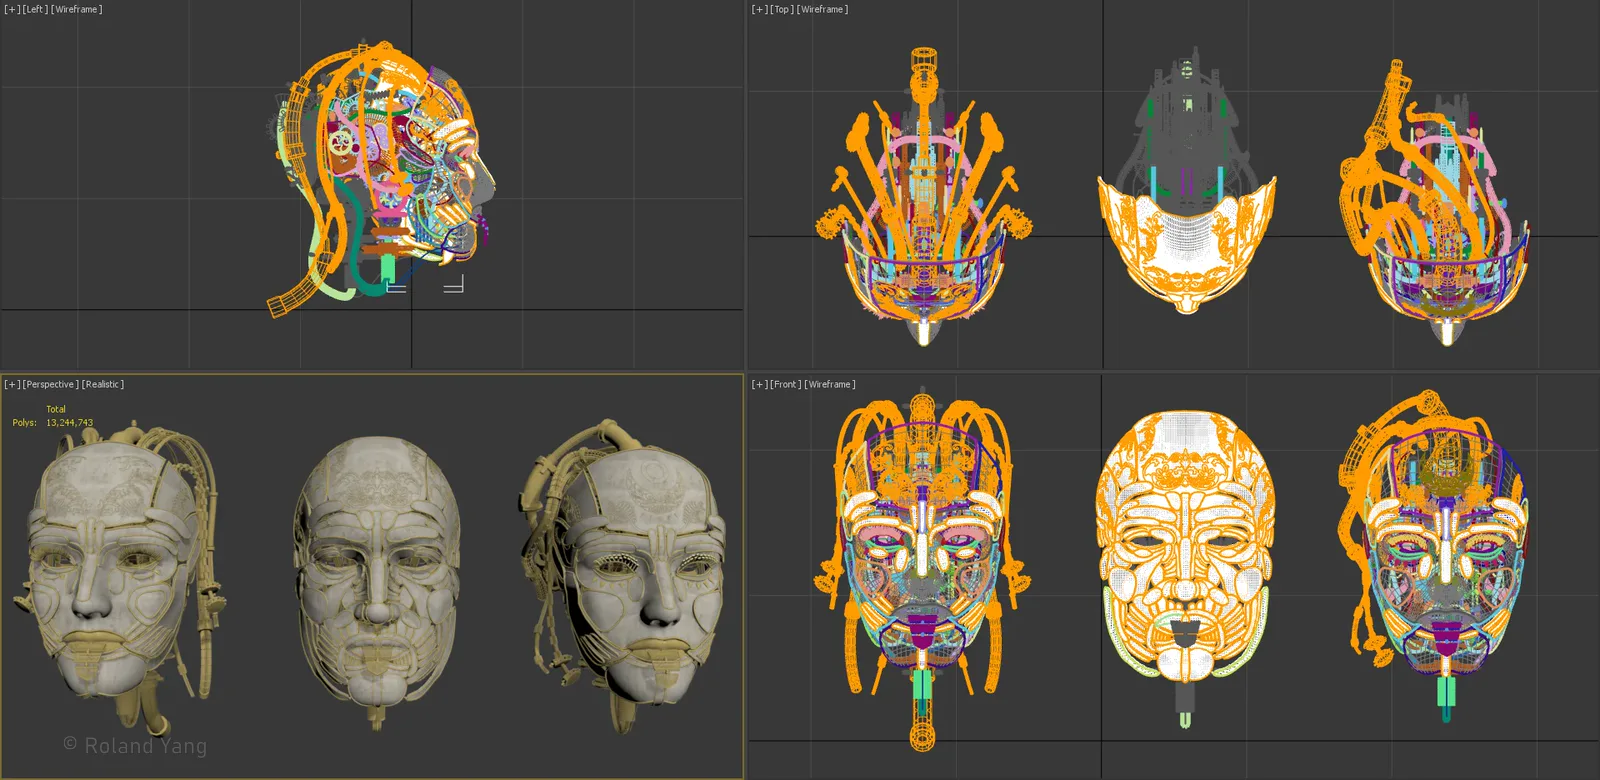 [+] [Left] [Wireframe]
[+] [Top] [Wireframe]
[+] [Perspective] [Realistic]
Total
Polys: 13,244,743
© Roland Yang
[+] [Front] [Wireframe]